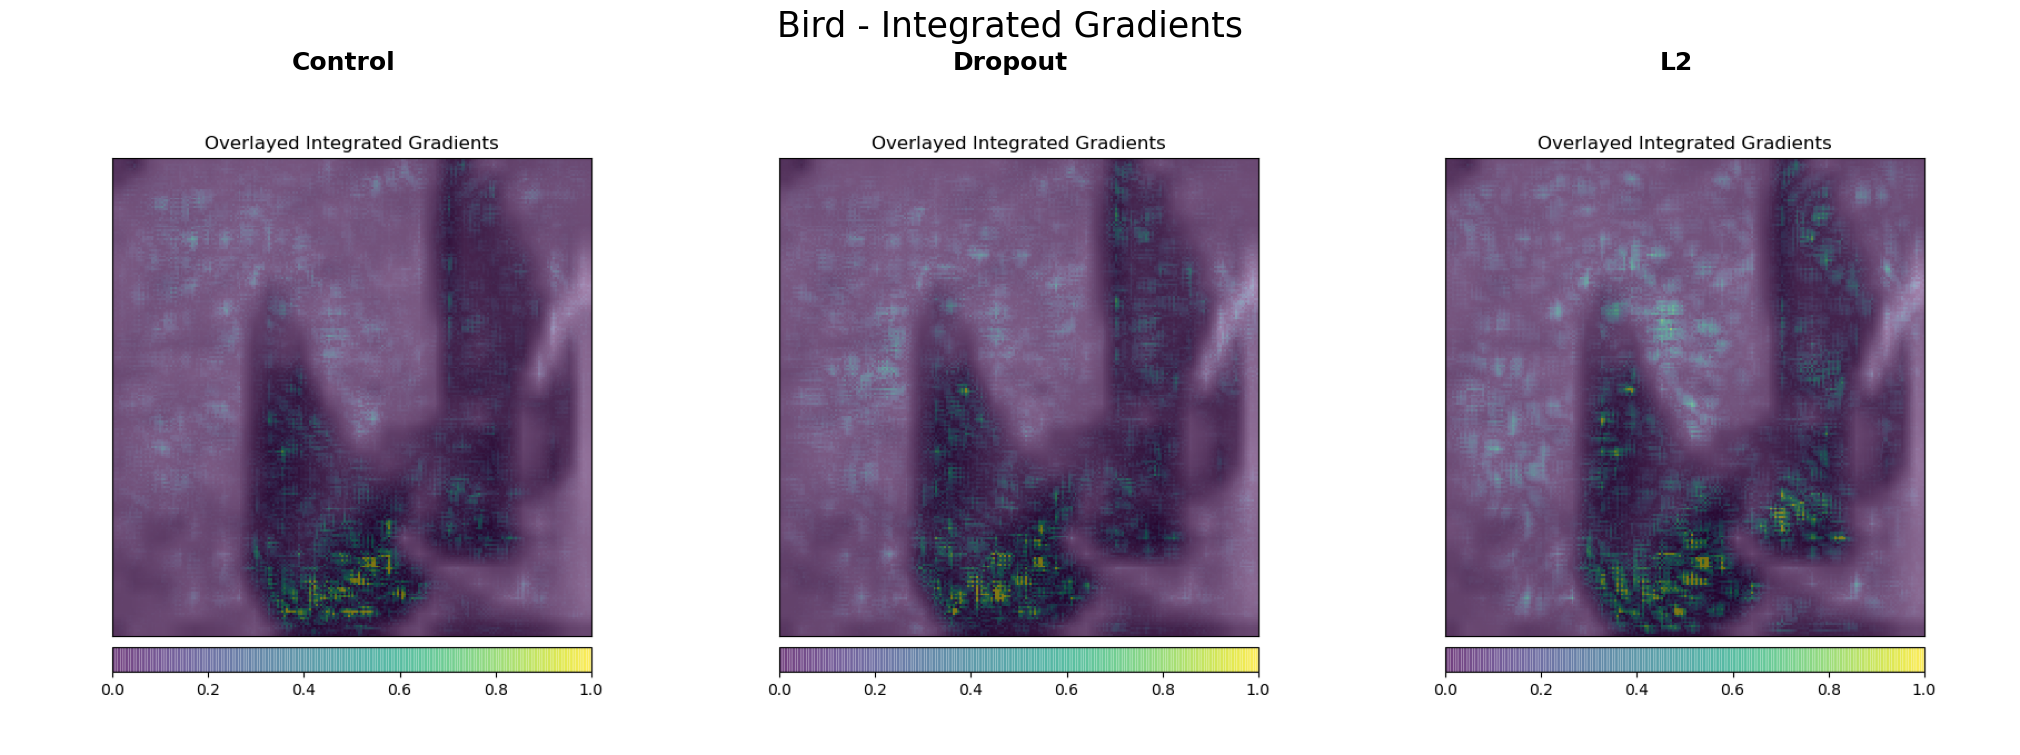 Bird - Integrated Gradients
Control Dropout L2
Overlayed Integrated Gradients Overlayed Integrated Gradients Overlayed Integrated Gradients
0.0 0.2 0.4 0.6 0.8 1.0 0.0 0.2 0.4 0.6 0.8 1.0 0.0 0.2 0.4 0.6 0.8 1.0